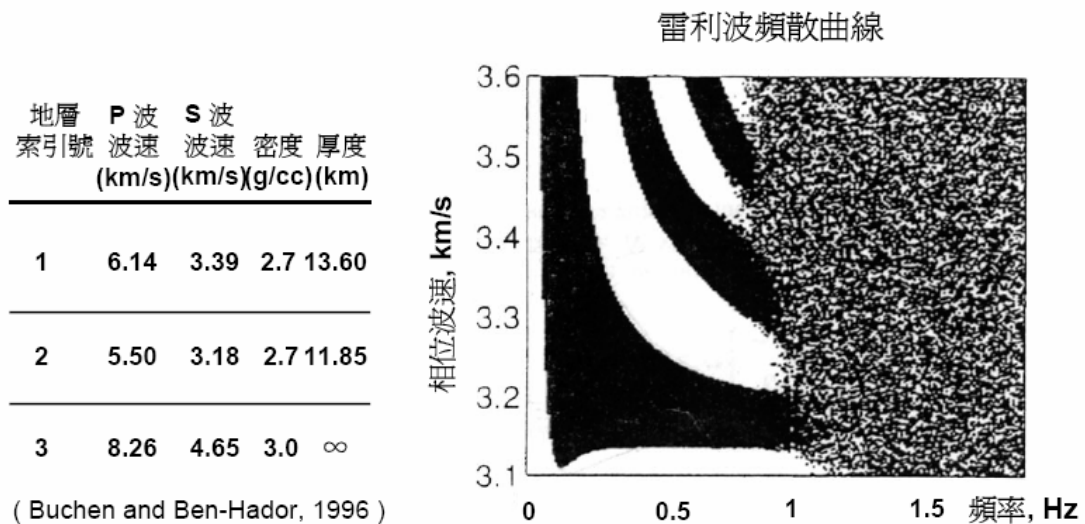 雷利波頻散曲線
地層 P 波 S 波
索引號 波速 波速 密度 厚度
(km/s)(km/s)(g/cc)(km)
1 6.14 3.39 2.7 13.60
2 5.50 3.18 2.7 11.85
3 8.26 4.65 3.0 ∞
( Buchen and Ben-Hador, 1996 )
相位波速, km/s
3.6
3.5
3.4
3.3
3.2
3.1
0 0.5 1 1.5 頻率, Hz